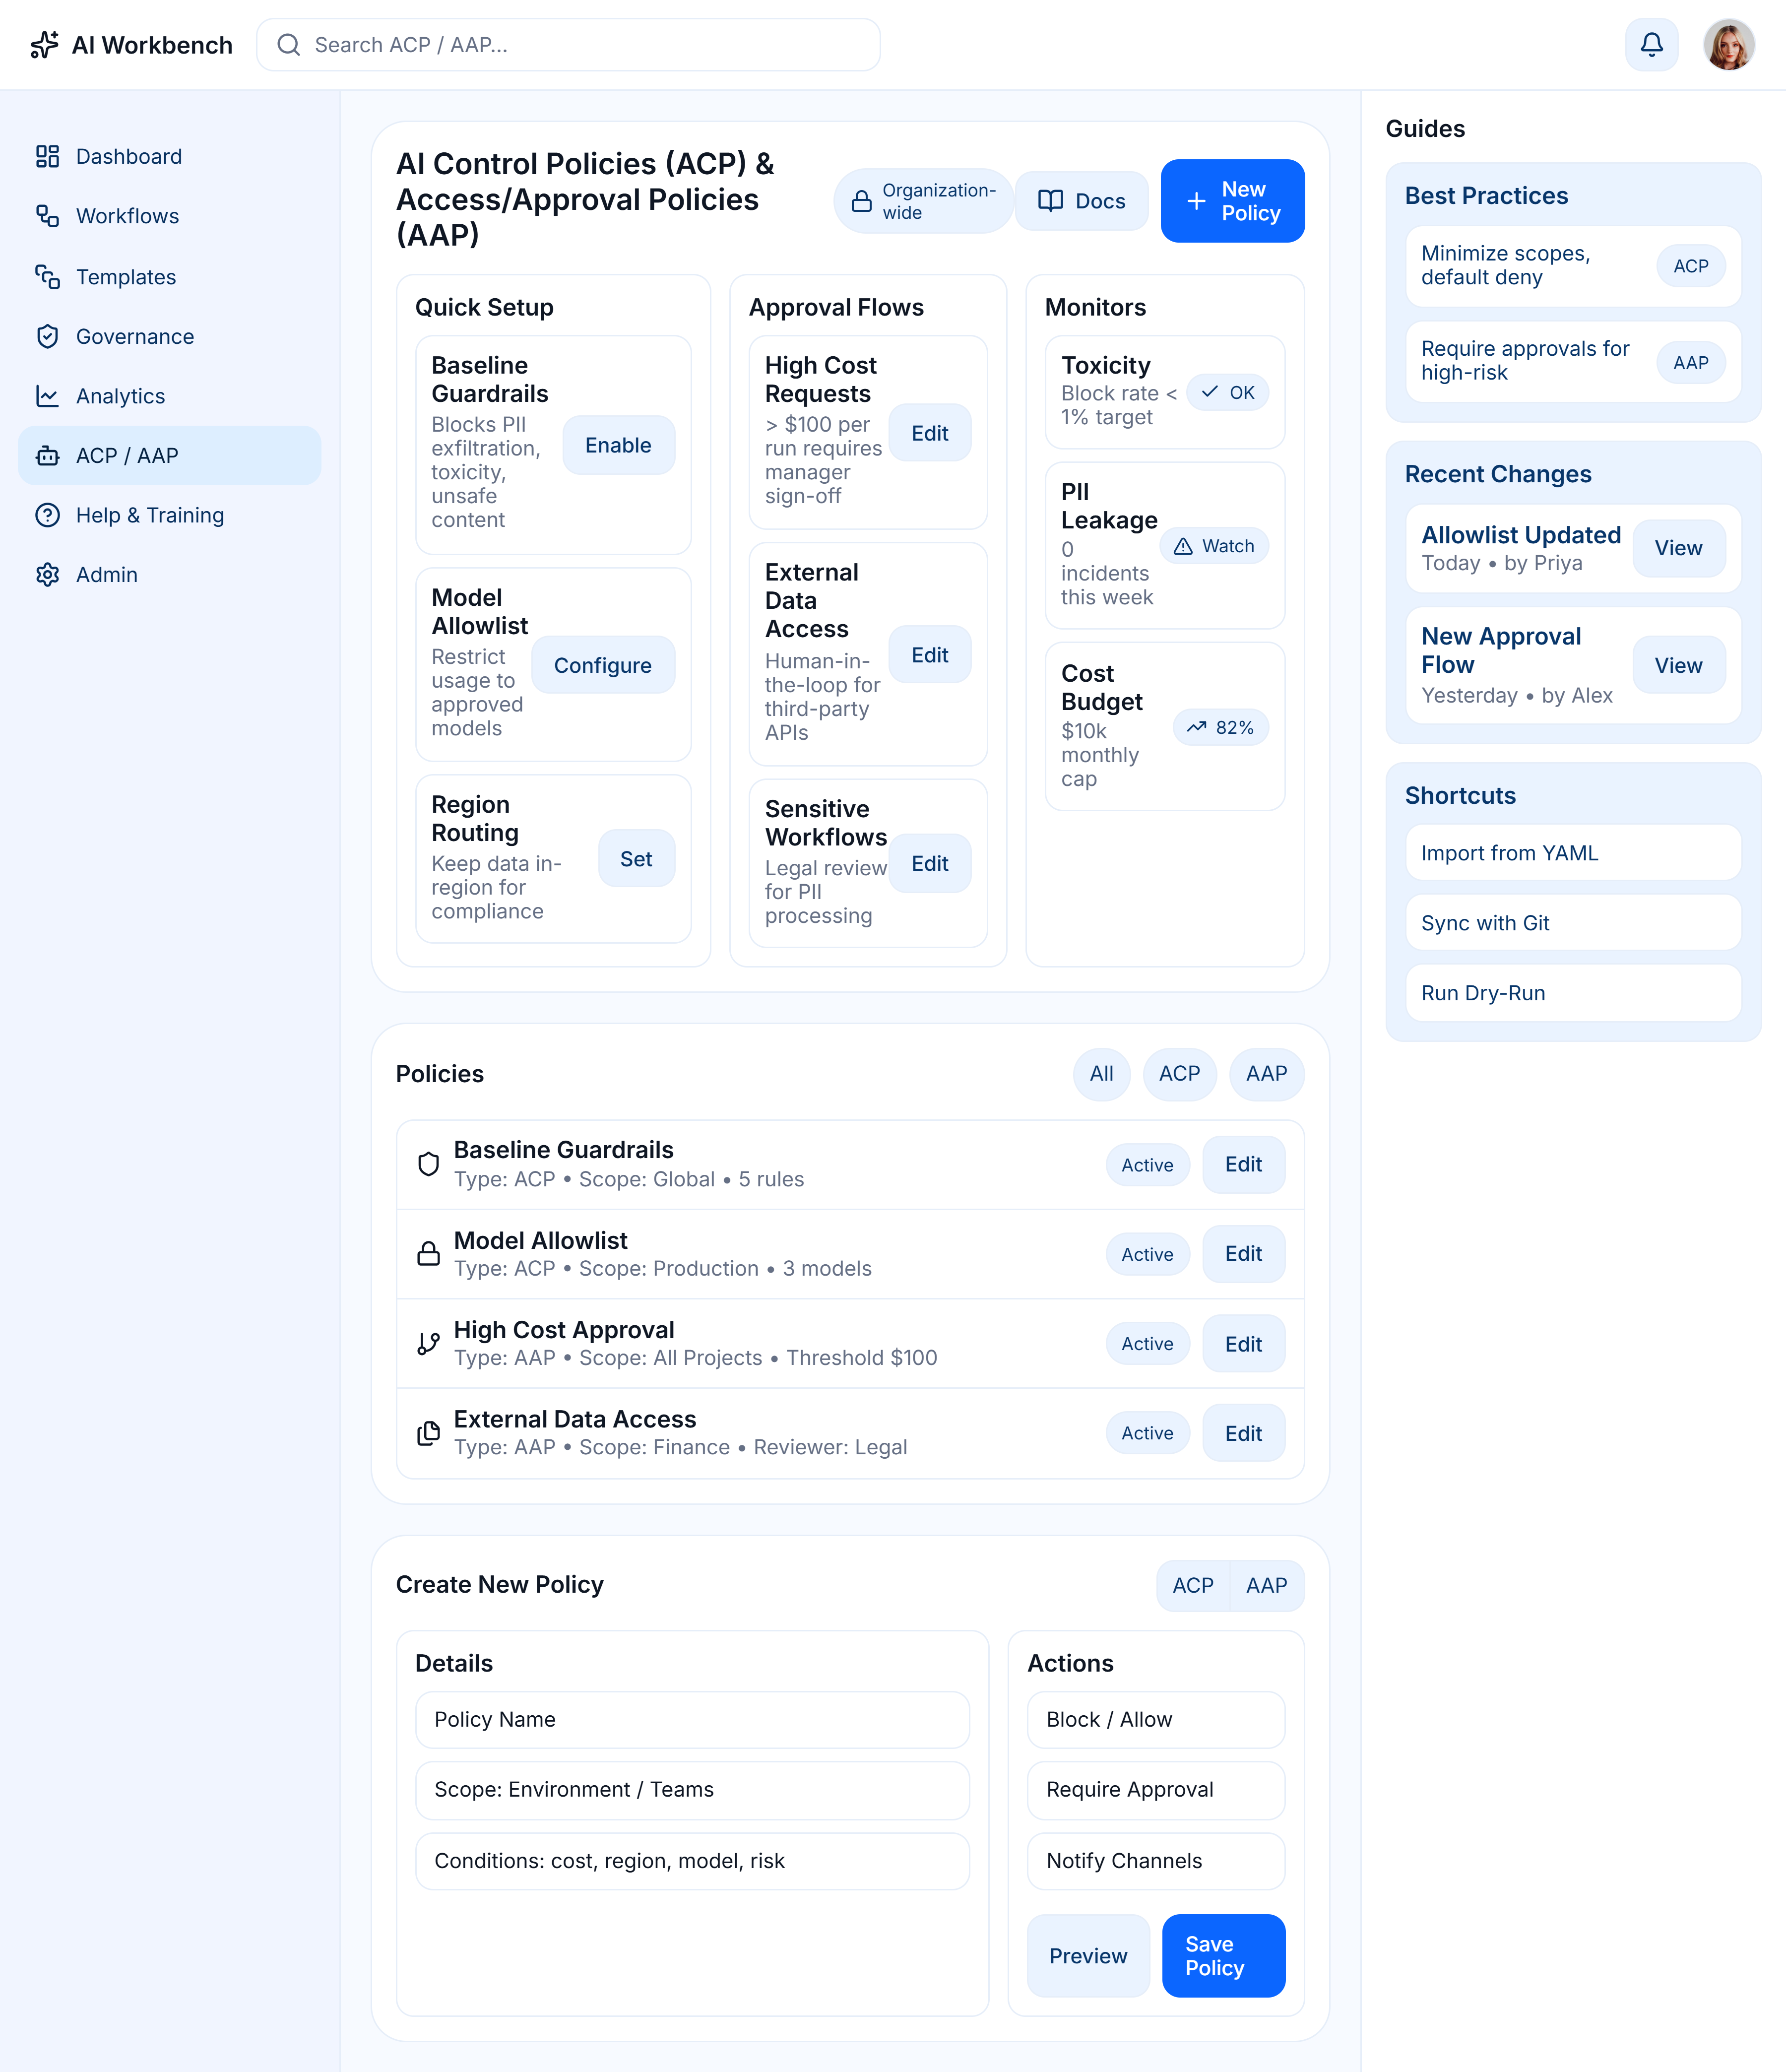 AI Workbench
Search ACP / AAP...
Dashboard
Workflows
Templates
Governance
Analytics
ACP / AAP
Help & Training
Admin
AI Control Policies (ACP) &
Access/Approval Policies
(AAP)
Organization-
wide
Docs
New
Policy
Quick Setup
Baseline
Guardrails
Blocks PII
exfiltration,
toxicity,
unsafe
content
Enable
Model
Allowlist
Restrict
usage to
approved
models
Configure
Region
Routing
Keep data in-
region for
compliance
Set
Approval Flows
High Cost
Requests
> $100 per
run requires
manager
sign-off
Edit
External
Data
Access
Human-in-
the-loop for
third-party
APIs
Edit
Sensitive
Workflows
Legal review
for PII
processing
Edit
Monitors
Toxicity
Block rate <
1% target
OK
PII
Leakage
0
incidents
this week
Watch
Cost
Budget
$10k
monthly
cap
82%
Policies
All
ACP
AAP
Baseline Guardrails
Type: ACP • Scope: Global • 5 rules
Active
Edit
Model Allowlist
Type: ACP • Scope: Production • 3 models
Active
Edit
High Cost Approval
Type: AAP • Scope: All Projects • Threshold $100
Active
Edit
External Data Access
Type: AAP • Scope: Finance • Reviewer: Legal
Active
Edit
Create New Policy
ACP
AAP
Details
Policy Name
Scope: Environment / Teams
Conditions: cost, region, model, risk
Actions
Block / Allow
Require Approval
Notify Channels
Preview
Save
Policy
Guides
Best Practices
Minimize scopes,
default deny
ACP
Require approvals for
high-risk
AAP
Recent Changes
Allowlist Updated
Today • by Priya
View
New Approval
Flow
Yesterday • by Alex
View
Shortcuts
Import from YAML
Sync with Git
Run Dry-Run